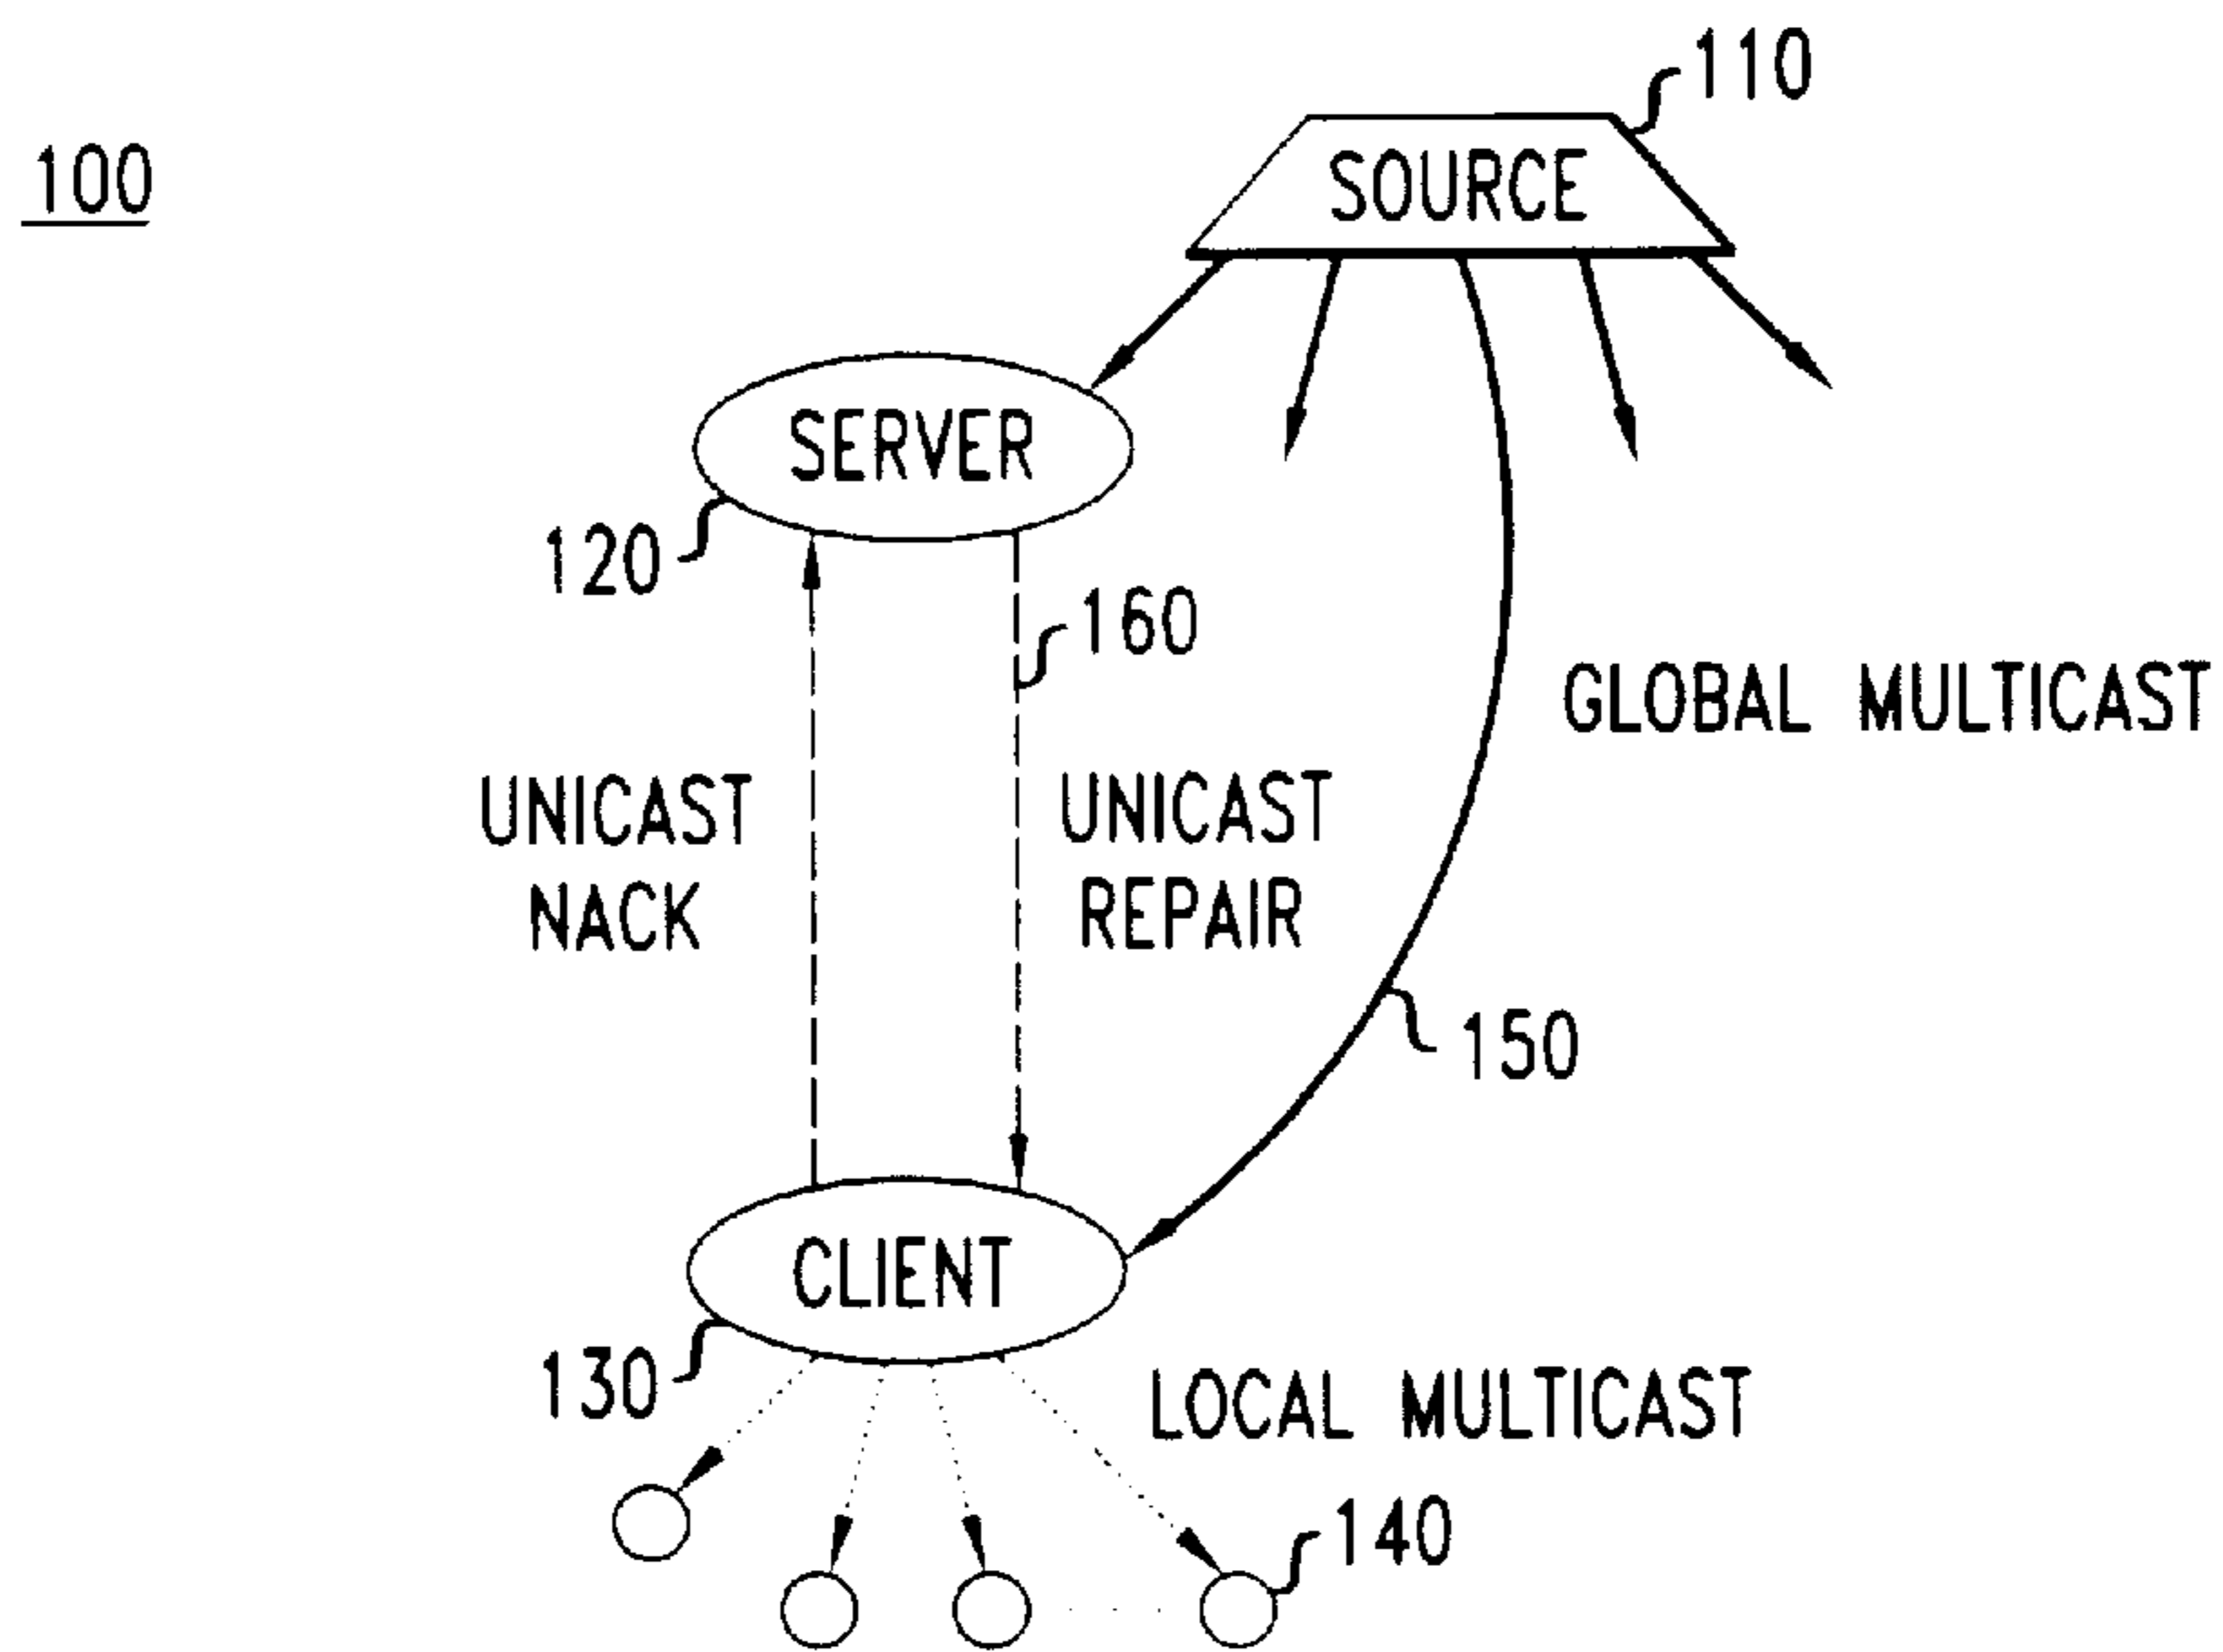 110
100
SOURCE
SERVER
120
160
GLOBAL MULTICAST
UNICAST
NACK
UNICAST
REPAIR
150
CLIENT
130
LOCAL MULTICAST
140